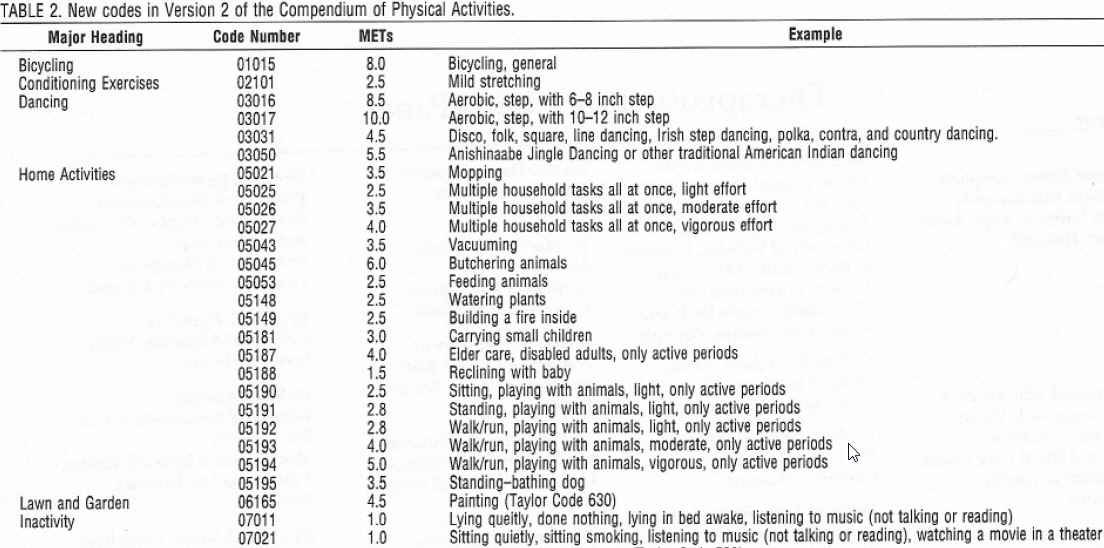 TABLE 2. New codes in Version 2 of the Compendium of Physical Activities.
Major Heading Code Number METs Example
Bicycling 01015 8.0 Bicycling, general
Conditioning Exercises 02101 2.5 Mild stretching
Dancing 03016 8.5 Aerobic, step, with 6–8 inch step
03017 10.0 Aerobic, step, with 10–12 inch step
03031 4.5 Disco, folk, square, line dancing, Irish step dancing, polka, contra, and country dancing.
03050 5.5 Anishinaabe Jingle Dancing or other traditional American Indian dancing
Home Activities 05021 3.5 Mopping
05025 2.5 Multiple household tasks all at once, light effort
05026 3.5 Multiple household tasks all at once, moderate effort
05027 4.0 Multiple household tasks all at once, vigorous effort
05043 3.5 Vacuuming
05045 6.0 Butchering animals
05053 2.5 Feeding animals
05148 2.5 Watering plants
05149 2.5 Building a fire inside
05181 3.0 Carrying small children
05187 4.0 Elder care, disabled adults, only active periods
05188 1.5 Reclining with baby
05190 2.5 Sitting, playing with animals, light, only active periods
05191 2.8 Standing, playing with animals, light, only active periods
05192 2.8 Walk/run, playing with animals, light, only active periods
05193 4.0 Walk/run, playing with animals, moderate, only active periods
05194 5.0 Walk/run, playing with animals, vigorous, only active periods
05195 3.5 Standing–bathing dog
Lawn and Garden 06165 4.5 Painting (Taylor Code 630)
Inactivity 07011 1.0 Lying queitly, done nothing, lying in bed awake, listening to music (not talking or reading)
07021 1.0 Sitting quietly, sitting smoking, listening to music (not talking or reading), watching a movie in a theater